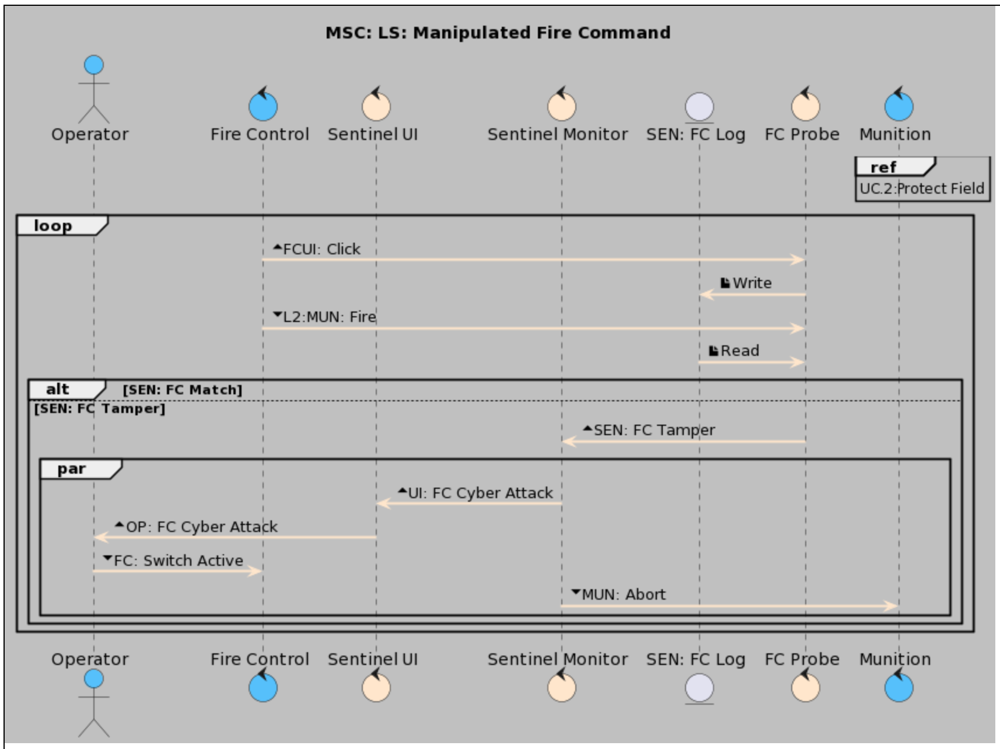 MSC: LS: Manipulated Fire Command
Operator
Fire Control
Sentinel UI
Sentinel Monitor
SEN: FC Log
FC Probe
Munition
ref
UC.2:Protect Field
loop
FCUI: Click
Write
L2:MUN: Fire
Read
alt
[SEN: FC Match]
[SEN: FC Tamper]
SEN: FC Tamper
par
UI: FC Cyber Attack
OP: FC Cyber Attack
FC: Switch Active
MUN: Abort
Operator
Fire Control
Sentinel UI
Sentinel Monitor
SEN: FC Log
FC Probe
Munition